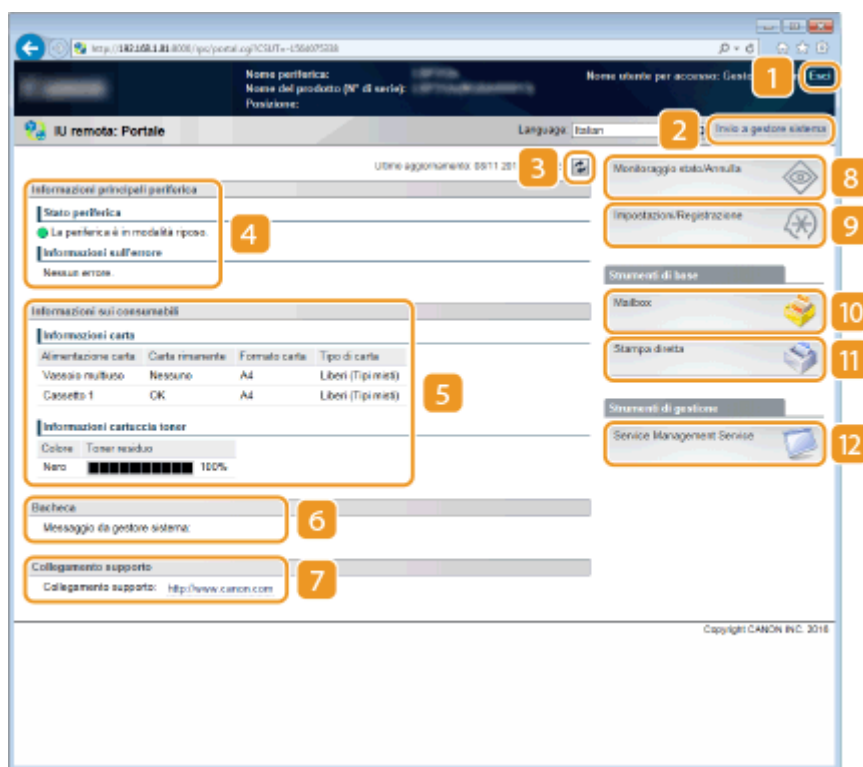 http://192.168.1.81:8000/rps/portal.cgi?CSUT=-1564075338
Nome periferica:
Nome del prodotto (N° di serie):
Posizione:
Nome utente per accesso:
1
Esci
IU remota: Portale
Language:
Italian
2
Invio a gestore sistema
Ultimo aggiornamento: 08/11 201
3
Informazioni principali periferica
Stato periferica
La periferica è in modalità riposo.
Informazioni sull'errore
Nessun errore.
4
Informazioni sui consumabili
Informazioni carta
Alimentazione carta Carta rimanente Formato carta Tipo di carta
Vassoio multiuso Nessuno A4 Liberi (Tipi misti)
Cassetto 1 OK A4 Liberi (Tipi misti)
5
Informazioni cartuccia toner
Colore Toner residuo
Nero 100%
Bacheca
Messaggio da gestore sistema:
6
Collegamento supporto
Collegamento supporto: http://www.canon.com
7
Monitoraggio stato/Annulla
8
Impostazioni/Registrazione
9
Strumenti di base
Mailbox
10
Stampa diretta
11
Strumenti di gestione
Service Management Service
12
Copyright CANON INC. 2016